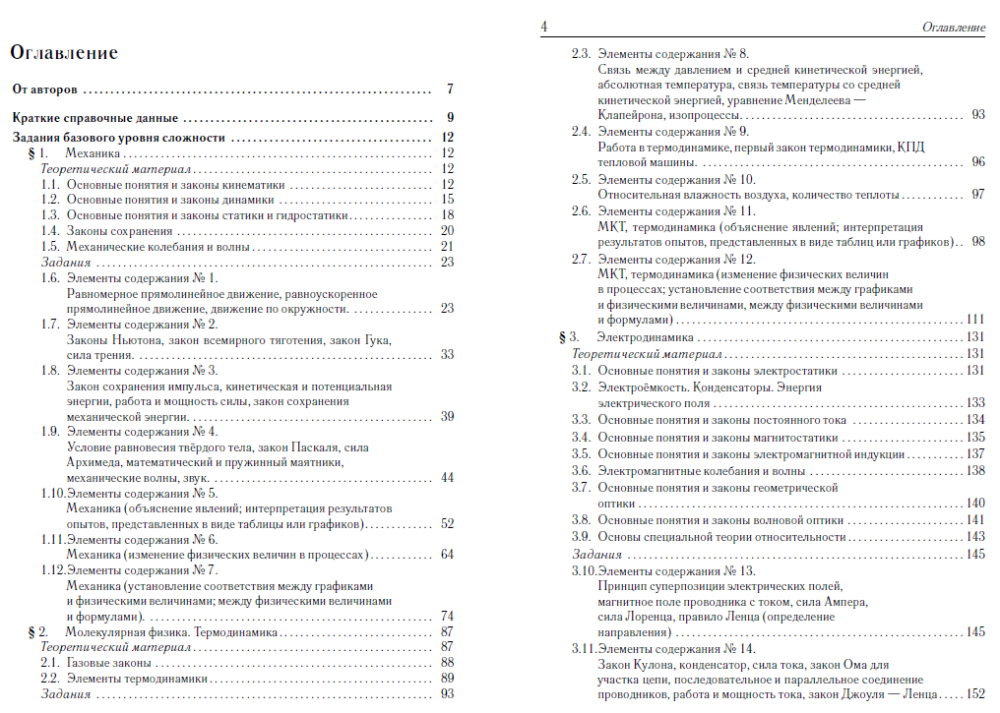 Оглавление
От авторов ........ 7
Краткие справочные данные ........ 9
Задания базового уровня сложности ........ 12
§ 1. Механика ........ 12
Теоретический материал ........ 12
1.1. Основные понятия и законы кинематики ........ 12
1.2. Основные понятия и законы динамики ........ 15
1.3. Основные понятия и законы статики и гидростатики ........ 18
1.4. Законы сохранения ........ 20
1.5. Механические колебания и волны ........ 21
Задания ........ 23
1.6. Элементы содержания № 1.
Равномерное прямолинейное движение, равноускоренное
прямолинейное движение, движение по окружности. ........ 23
1.7. Элементы содержания № 2.
Законы Ньютона, закон всемирного тяготения, закон Гука,
сила трения. ........ 33
1.8. Элементы содержания № 3.
Закон сохранения импульса, кинетическая и потенциальная
энергии, работа и мощность силы, закон сохранения
механической энергии. ........ 39
1.9. Элементы содержания № 4.
Условие равновесия твёрдого тела, закон Паскаля, сила
Архимеда, математический и пружинный маятники,
механические волны, звук. ........ 44
1.10. Элементы содержания № 5.
Механика (объяснение явлений; интерпретация результатов
опытов, представленных в виде таблицы или графиков). ........ 52
1.11. Элементы содержания № 6.
Механика (изменение физических величин в процессах) ........ 64
1.12. Элементы содержания № 7.
Механика (установление соответствия между графиками
и физическими величинами; между физическими величинами
и формулами). ........ 74
§ 2. Молекулярная физика. Термодинамика ........ 87
Теоретический материал ........ 87
2.1. Газовые законы ........ 88
2.2. Элементы термодинамики ........ 89
Задания ........ 93
4 Оглавление
2.3. Элементы содержания № 8.
Связь между давлением и средней кинетической энергией,
абсолютная температура, связь температуры со средней
кинетической энергией, уравнение Менделеева —
Клапейрона, изопроцессы. ........ 93
2.4. Элементы содержания № 9.
Работа в термодинамике, первый закон термодинамики, КПД
тепловой машины. ........ 96
2.5. Элементы содержания № 10.
Относительная влажность воздуха, количество теплоты ........ 97
2.6. Элементы содержания № 11.
МКТ, термодинамика (объяснение явлений; интерпретация
результатов опытов, представленных в виде таблиц или графиков) .. 98
2.7. Элементы содержания № 12.
МКТ, термодинамика (изменение физических величин
в процессах; установление соответствия между графиками
и физическими величинами, между физическими величинами
и формулами) ........ 111
§ 3. Электродинамика ........ 131
Теоретический материал ........ 131
3.1. Основные понятия и законы электростатики ........ 131
3.2. Электроёмкость. Конденсаторы. Энергия
электрического поля ........ 133
3.3. Основные понятия и законы постоянного тока ........ 134
3.4. Основные понятия и законы магнитостатики ........ 135
3.5. Основные понятия и законы электромагнитной индукции ........ 137
3.6. Электромагнитные колебания и волны ........ 138
3.7. Основные понятия и законы геометрической
оптики ........ 140
3.8. Основные понятия и законы волновой оптики ........ 141
3.9. Основы специальной теории относительности ........ 143
Задания ........ 145
3.10. Элементы содержания № 13.
Принцип суперпозиции электрических полей,
магнитное поле проводника с током, сила Ампера,
сила Лоренца, правило Ленца (определение
направления) ........ 145
3.11. Элементы содержания № 14.
Закон Кулона, конденсатор, сила тока, закон Ома для
участка цепи, последовательное и параллельное соединение
проводников, работа и мощность тока, закон Джоуля — Ленца ..... 152